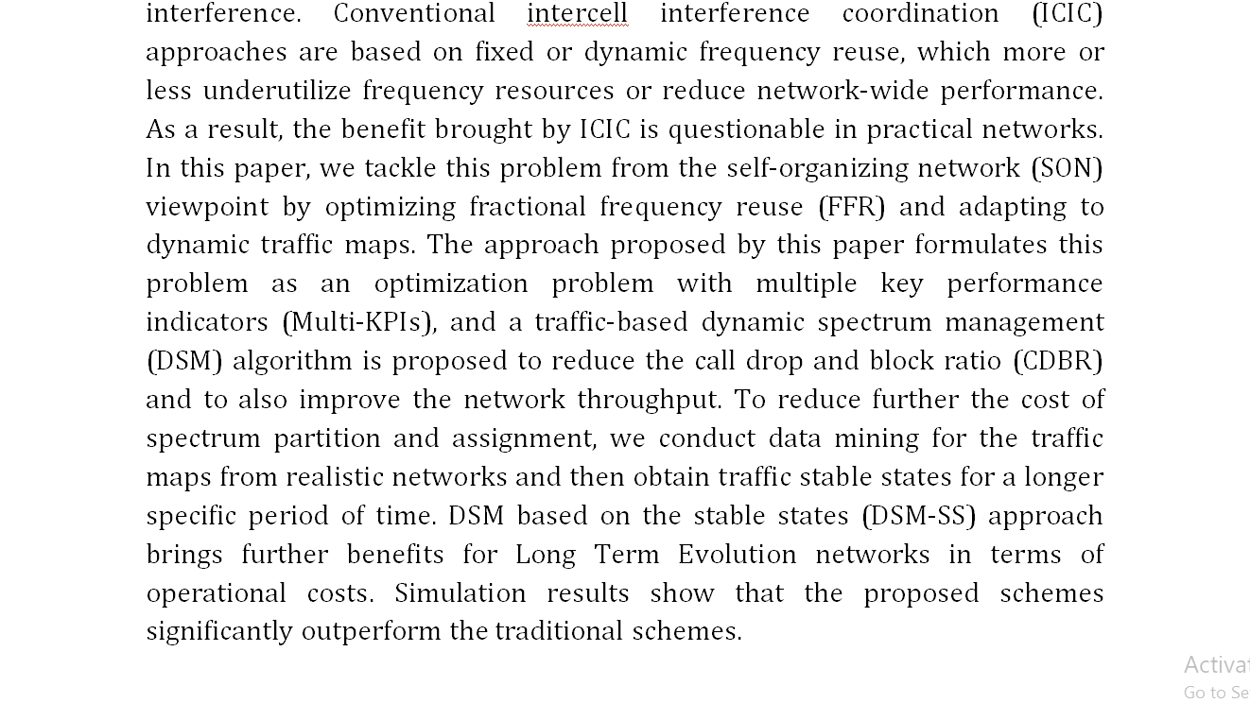 interference. Conventional intercell interference coordination (ICIC)
approaches are based on fixed or dynamic frequency reuse, which more or
less underutilize frequency resources or reduce network-wide performance.
As a result, the benefit brought by ICIC is questionable in practical networks.
In this paper, we tackle this problem from the self-organizing network (SON)
viewpoint by optimizing fractional frequency reuse (FFR) and adapting to
dynamic traffic maps. The approach proposed by this paper formulates this
problem as an optimization problem with multiple key performance
indicators (Multi-KPIs), and a traffic-based dynamic spectrum management
(DSM) algorithm is proposed to reduce the call drop and block ratio (CDBR)
and to also improve the network throughput. To reduce further the cost of
spectrum partition and assignment, we conduct data mining for the traffic
maps from realistic networks and then obtain traffic stable states for a longer
specific period of time. DSM based on the stable states (DSM-SS) approach
brings further benefits for Long Term Evolution networks in terms of
operational costs. Simulation results show that the proposed schemes
significantly outperform the traditional schemes.
Activat
Go to Se